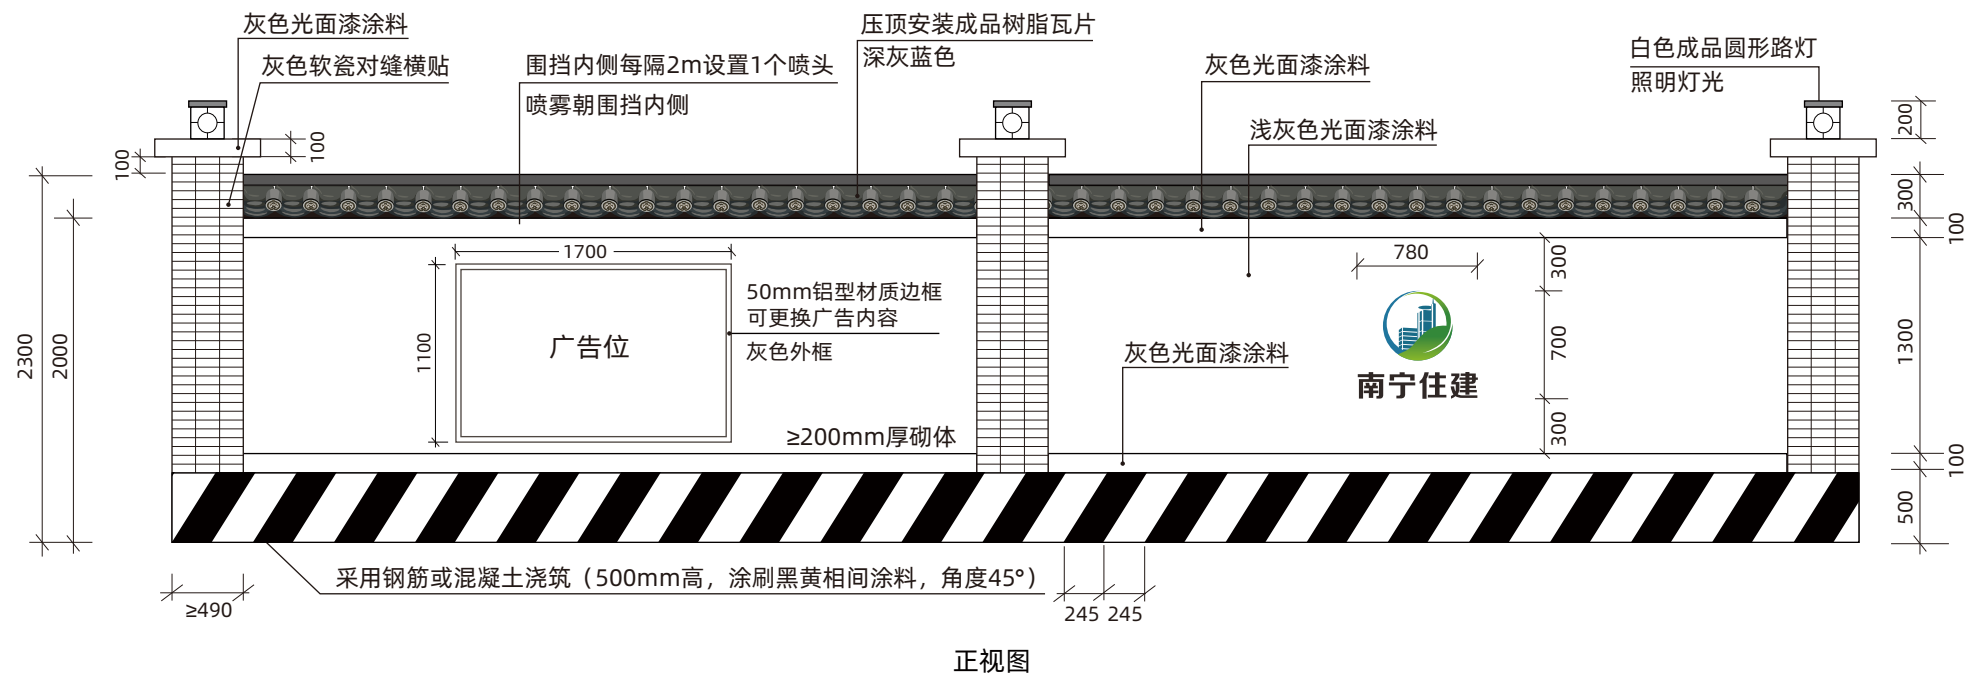 灰色光面漆涂料
灰色软瓷对缝横贴
围挡内侧每隔2m设置1个喷头
喷雾朝围挡内侧
压顶安装成品树脂瓦片
深灰蓝色
灰色光面漆涂料
浅灰色光面漆涂料
白色成品圆形路灯
照明灯光
100
100
200
300
100
2300
2000
1700
1100
广告位
50mm铝型材质边框
可更换广告内容
灰色外框
≥200mm厚砌体
灰色光面漆涂料
780
南宁住建
300
700
300
1300
100
500
采用钢筋或混凝土浇筑（500mm高，涂刷黑黄相间涂料，角度45°）
≥490
245
245
正视图